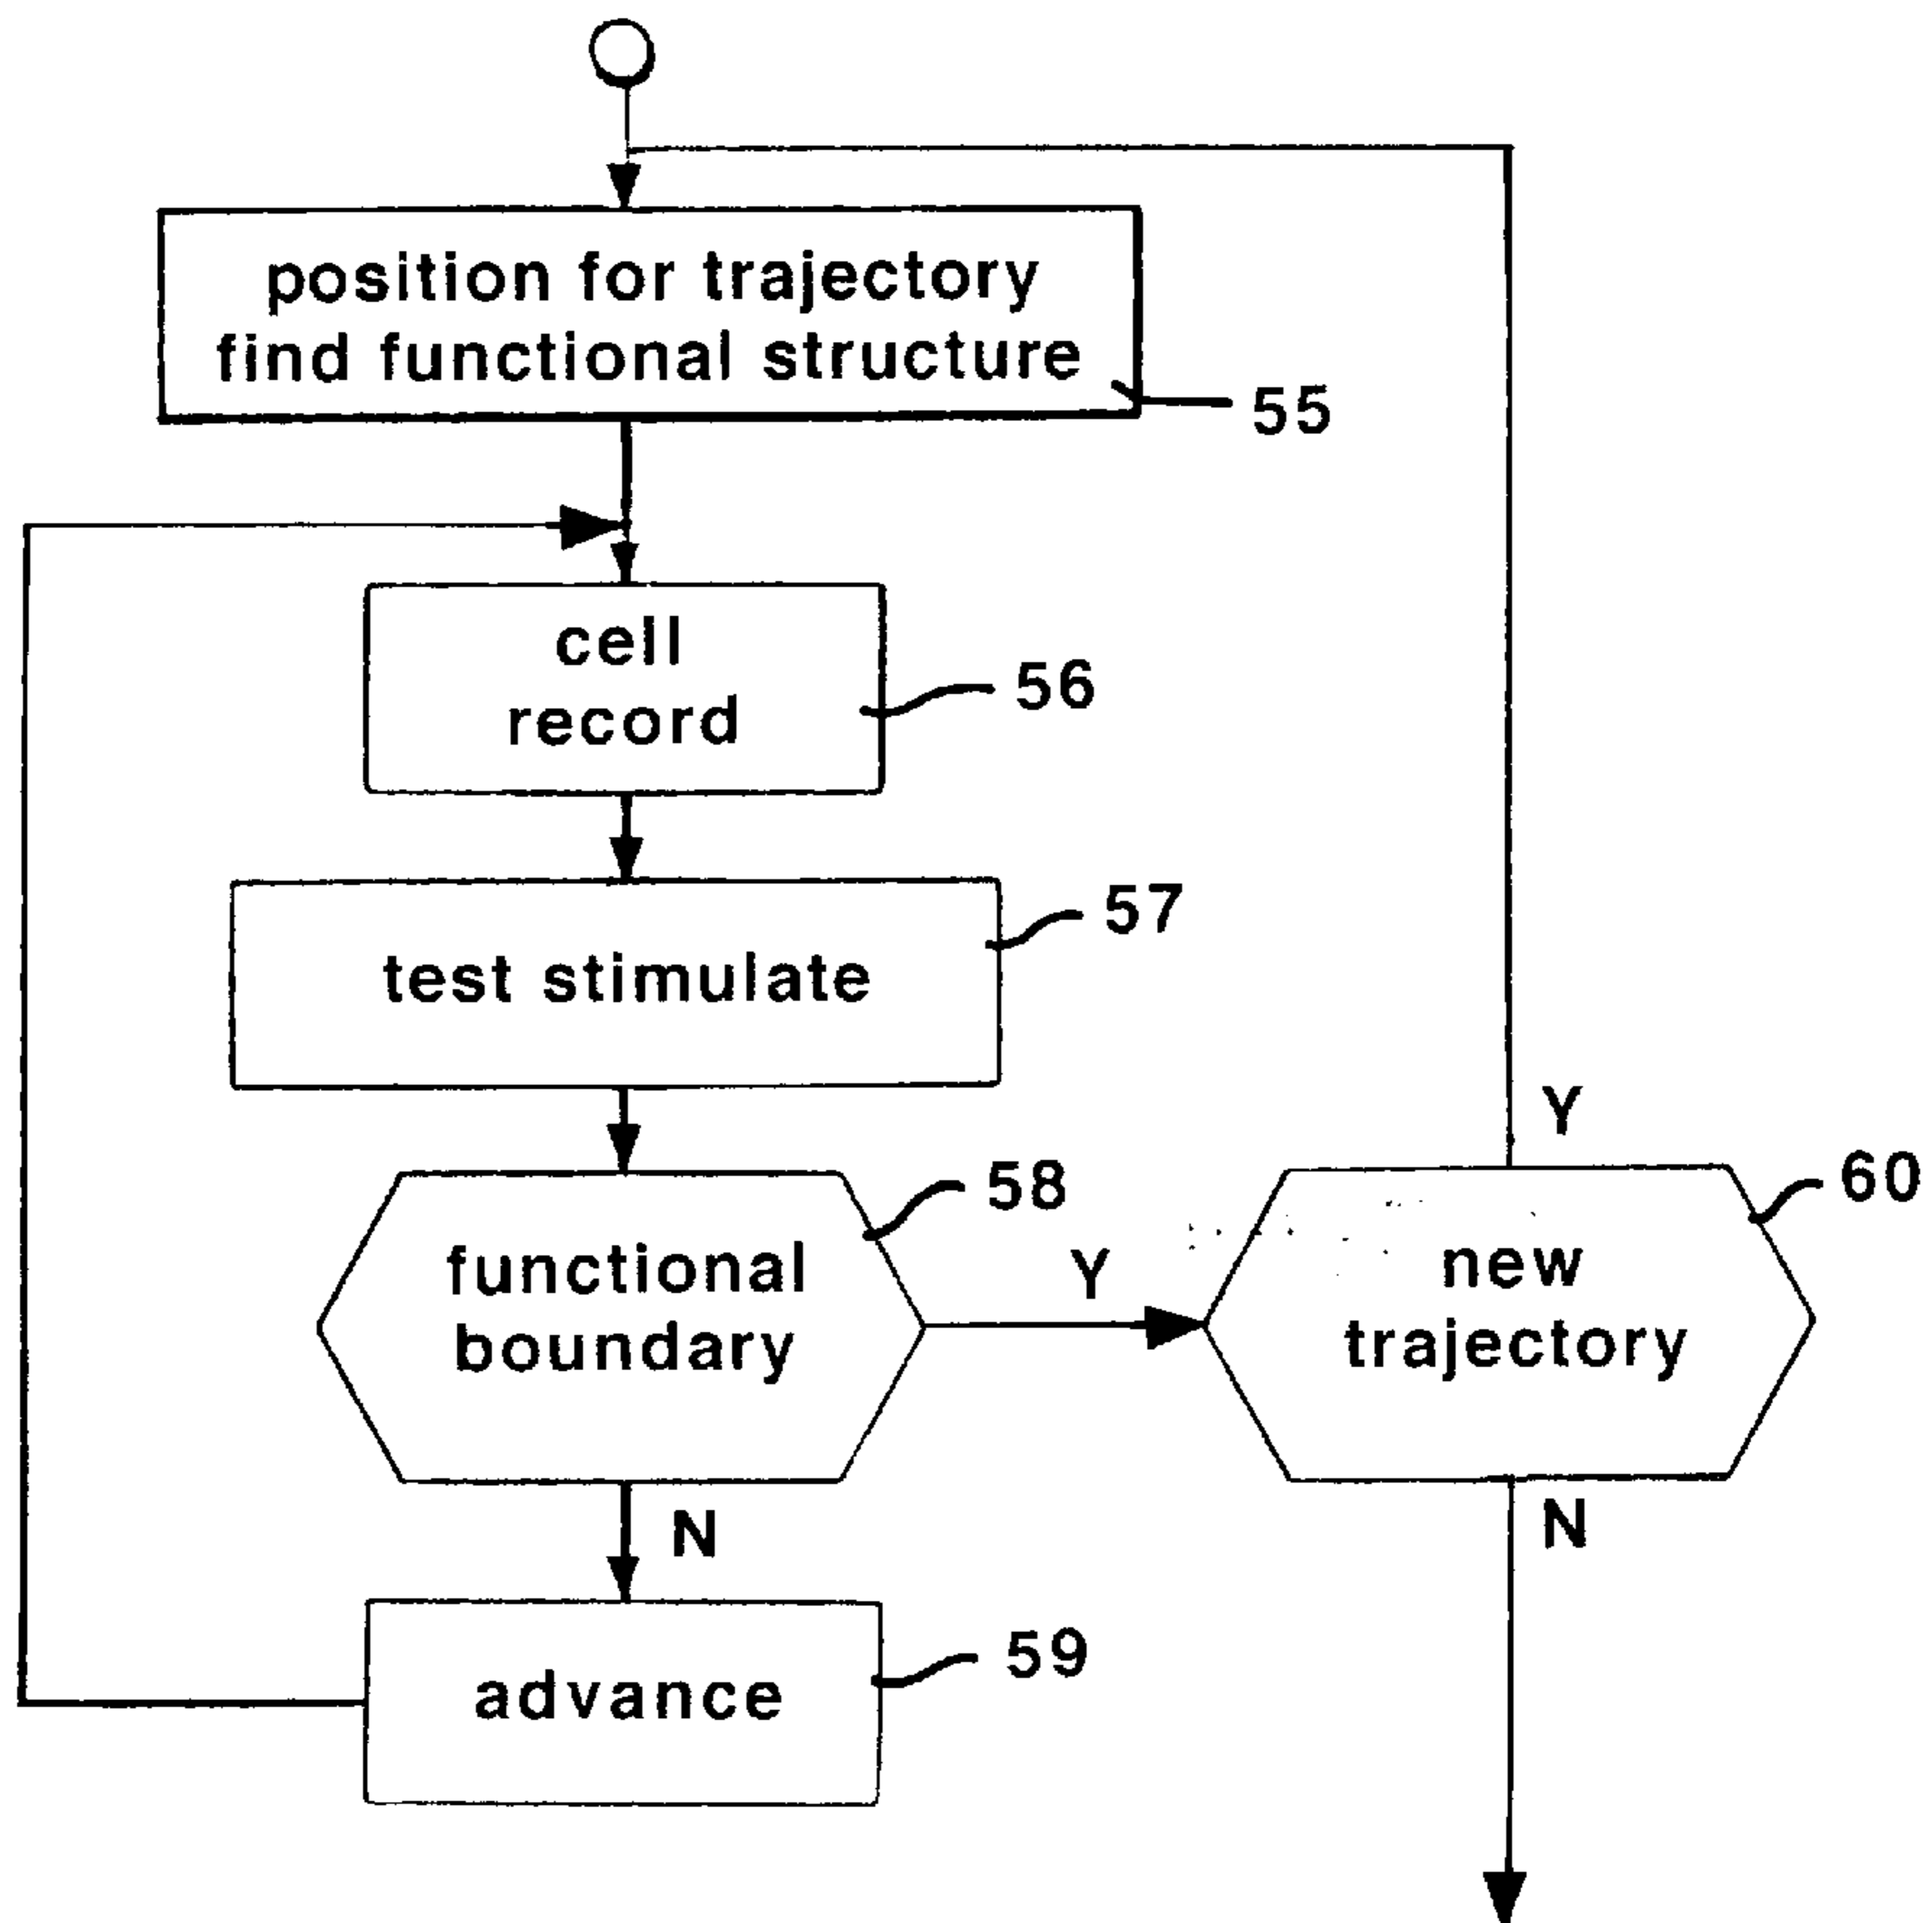 position for trajectory
find functional structure
55
cell
record
56
57
test stimulate
Y
58
60
functional
boundary
Y
new
trajectory
N
N
59
advance